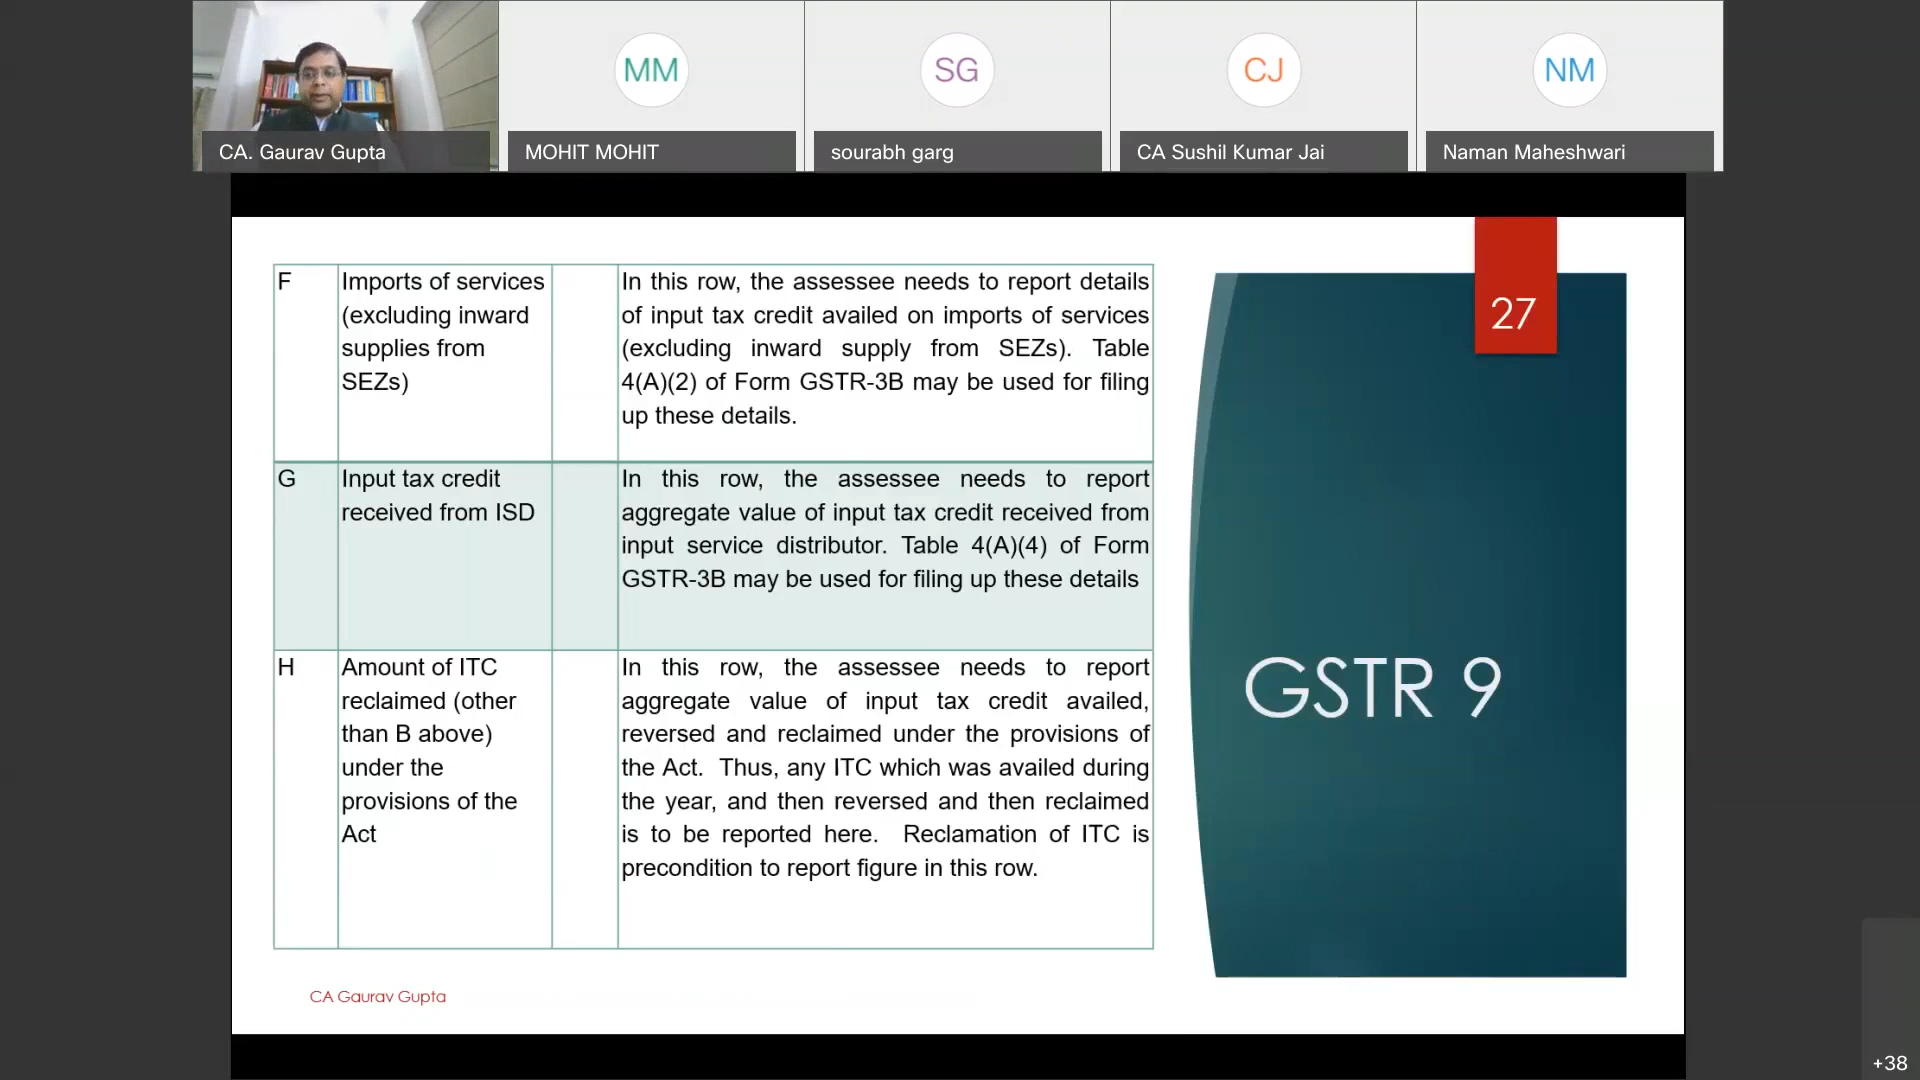 MM
SG
CJ
NM
CA. Gaurav Gupta
MOHIT MOHIT
sourabh garg
CA Sushil Kumar Jai
Naman Maheshwari
27
F
Imports of services
(excluding inward
supplies from
SEZs)
In this row, the assessee needs to report details
of input tax credit availed on imports of services
(excluding inward supply from SEZs). Table
4(A)(2) of Form GSTR-3B may be used for filing
up these details.
G
Input tax credit
received from ISD
In this row, the assessee needs to report
aggregate value of input tax credit received from
input service distributor. Table 4(A)(4) of Form
GSTR-3B may be used for filing up these details
H
Amount of ITC
reclaimed (other
than B above)
under the
provisions of the
Act
In this row, the assessee needs to report
aggregate value of input tax credit availed,
reversed and reclaimed under the provisions of
the Act. Thus, any ITC which was availed during
the year, and then reversed and then reclaimed
is to be reported here. Reclamation of ITC is
precondition to report figure in this row.
GSTR 9
CA Gaurav Gupta
+38